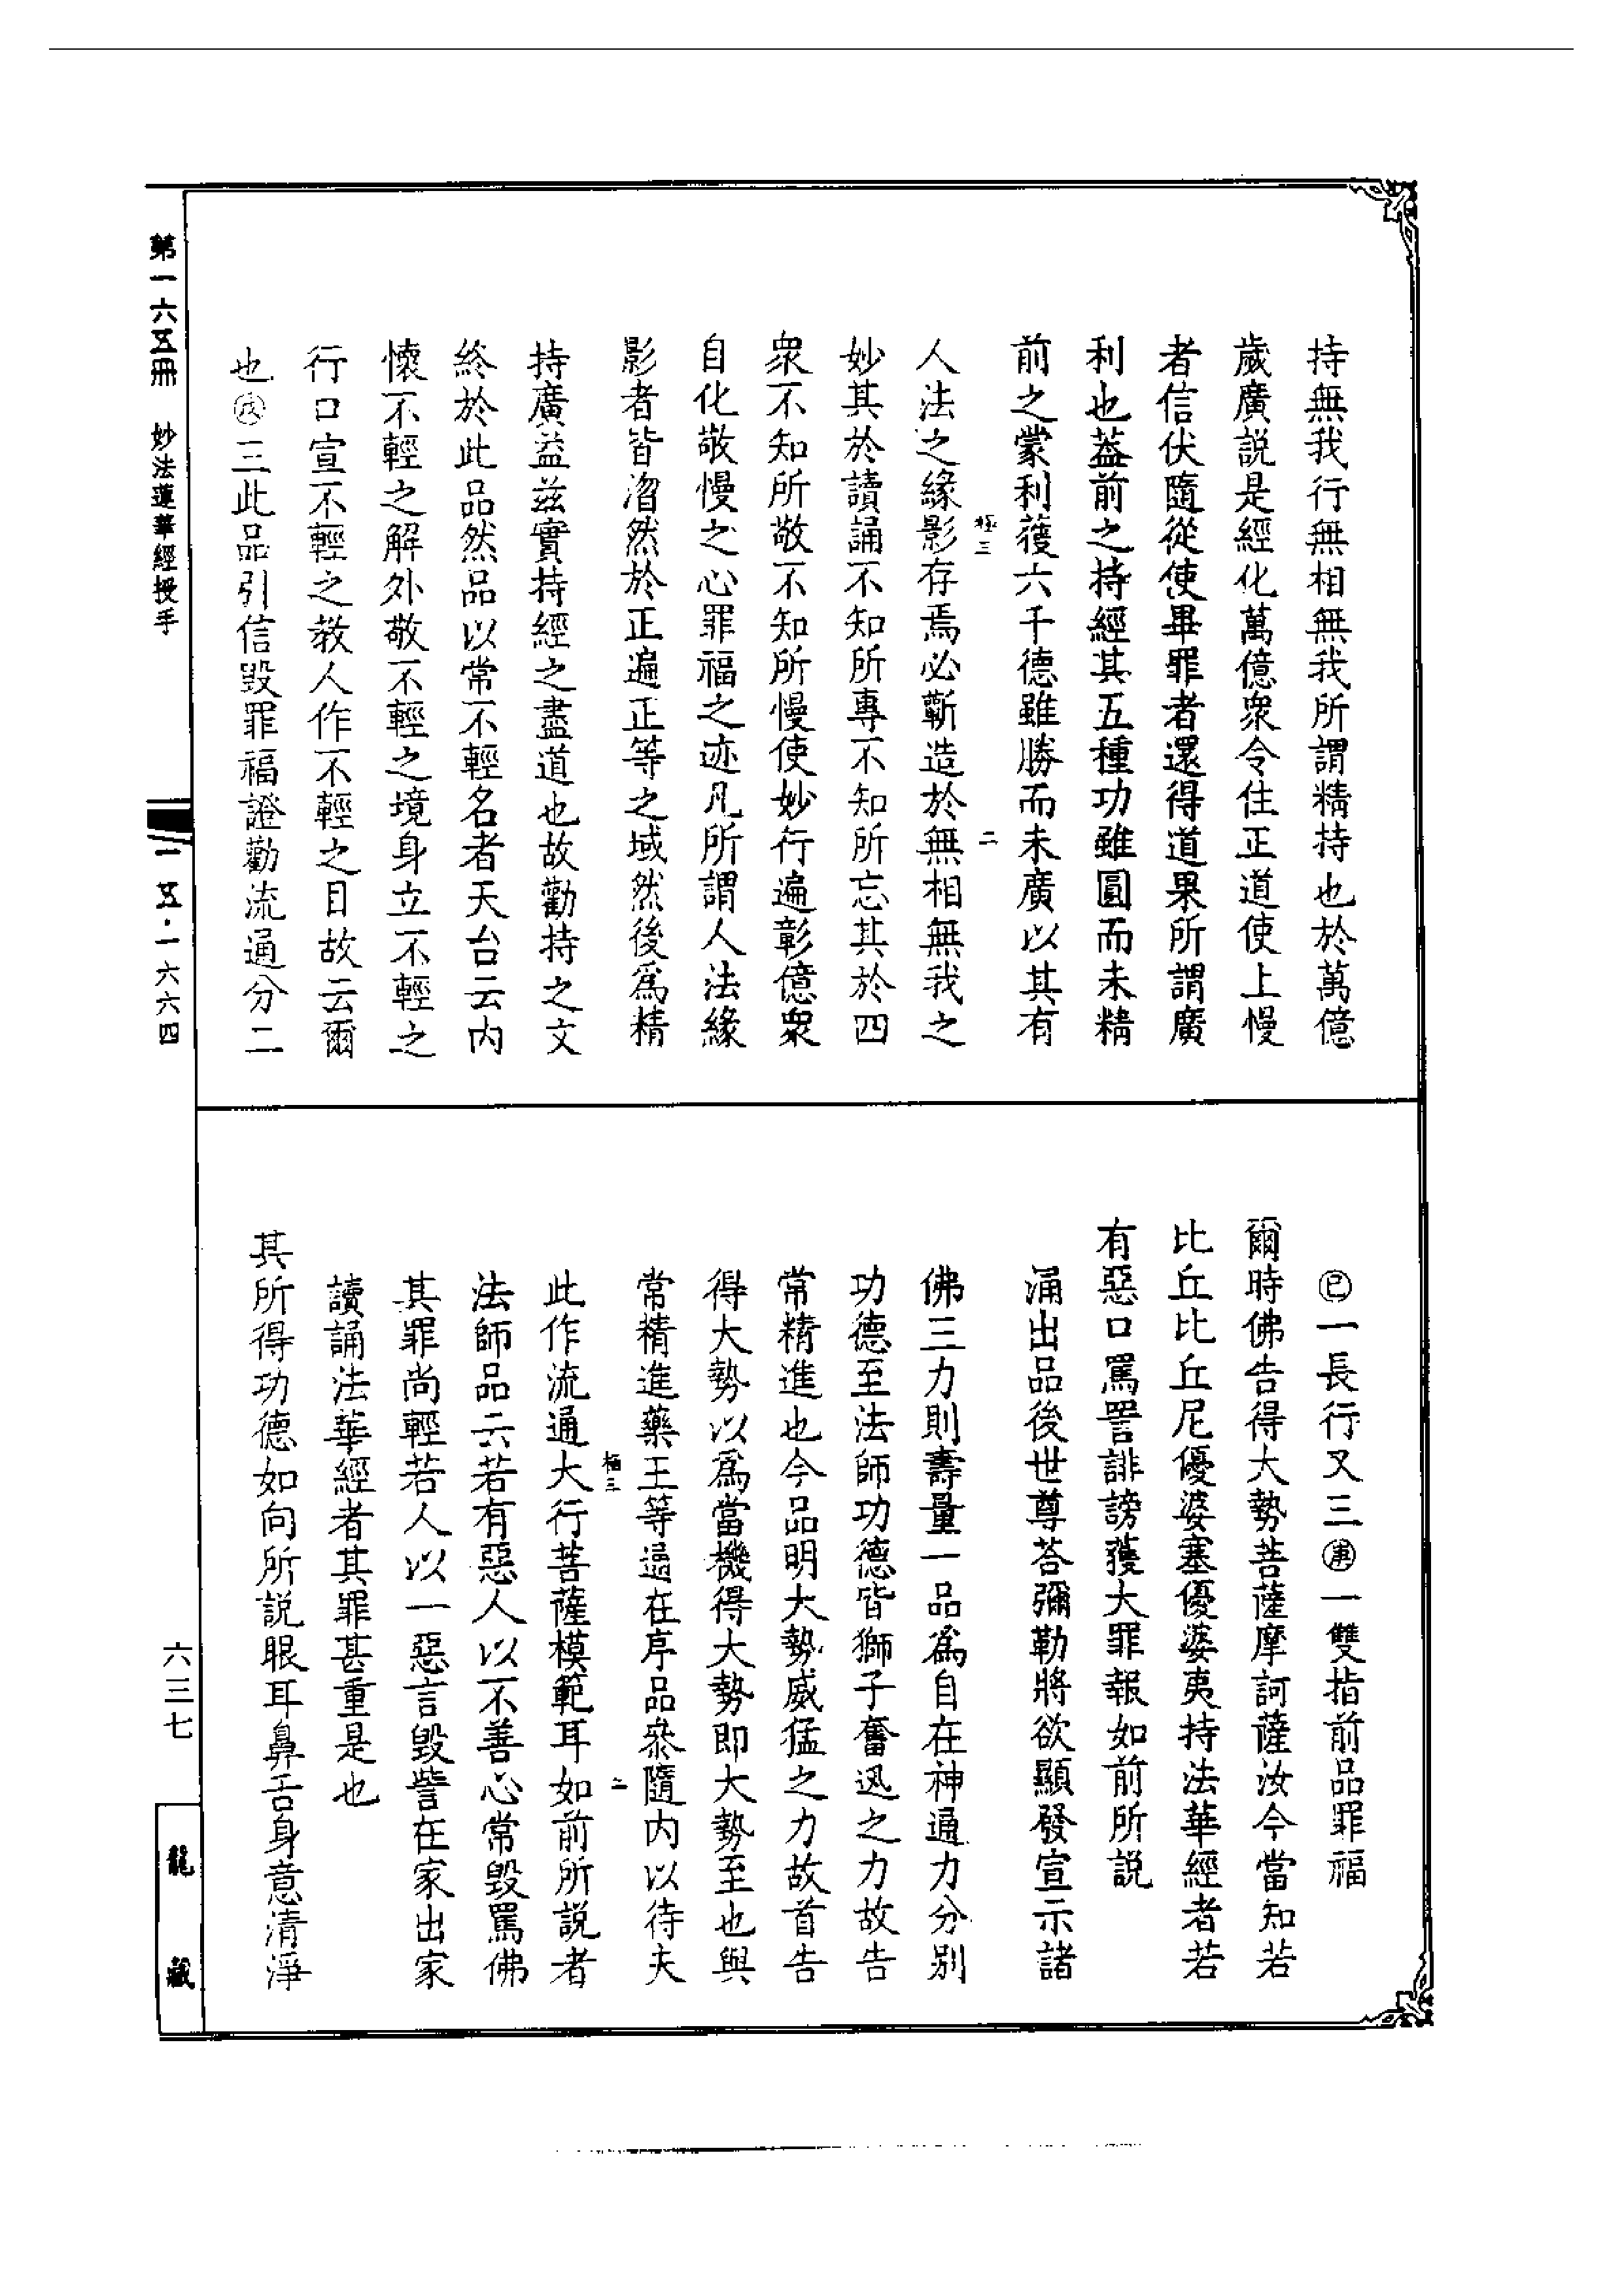 持無我行無相無我所謂精持也於萬億
歲廣説是經化萬億衆令住正道使上慢
者信伏隨從使畢罪者還得道果所謂廣
利也葢前之持經其五種功雖圓而未精
前之蒙利獲六千德雖勝而未廣以其有
極三 二
人法之緣影存焉必蘄造於無相無我之
妙其於讀誦不知所專不知所忘其於四
衆不知所敬不知所慢使妙行遍彰億衆
自化敬慢之心罪福之迹凡所謂人法緣
影者皆㳷然於正遍正等之域然後爲精
持廣益兹實持經之盡道也故勸持之文
終於此品然品以常不輕名者天台云内
懷不輕之解外敬不輕之境身立不輕之
行口宣不輕之教人作不輕之目故云爾
也㊅三此品引信毀罪福證勸流通分二
㊁一長行又三㊄一雙指前品罪福
爾時佛告得大勢菩薩摩訶薩汝今當知若
比丘比丘尼優婆塞優婆夷持法華經者若
有惡口罵詈誹謗獲大罪報如前所説
涌出品後世尊荅彌勒將欲顯發宣示諸
佛三力則壽量一品爲自在神通力分别
功德至法師功德皆獅子奮迅之力故告
常精進也今品明大勢威猛之力故首告
得大勢以爲當機得大勢即大勢至也與
常精進藥王等遍在序品叅隨内以待夫
極三 二
此作流通大行菩薩模範耳如前所説者
法師品云若有惡人以不善心常毀罵佛
其罪尚輕若人以一惡言毀訾在家出家
讀誦法華經者其罪甚重是也
其所得功德如向所説眼耳鼻舌身意清淨
第一六五冊 妙法蓮華經授手
一五·一六六四
六三七
龍藏